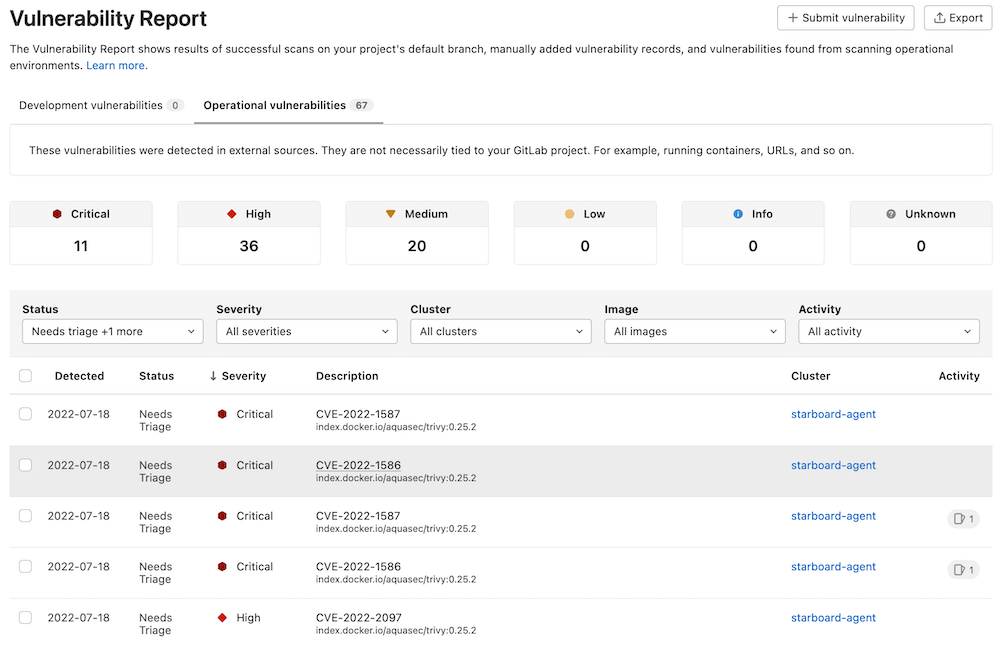 Vulnerability Report
Submit vulnerability
Export
The Vulnerability Report shows results of successful scans on your project's default branch, manually added vulnerability records, and vulnerabilities found from scanning operational
environments. Learn more.
Development vulnerabilities 0
Operational vulnerabilities 67
These vulnerabilities were detected in external sources. They are not necessarily tied to your GitLab project. For example, running containers, URLs, and so on.
Critical
High
Medium
Low
Info
Unknown
11
36
20
0
0
0
Status
Severity
Cluster
Image
Activity
Needs triage +1 more
All severities
All clusters
All images
All activity
Detected
Status
Severity
Description
Cluster
Activity
2022-07-18
Needs
Triage
Critical
CVE-2022-1587
index.docker.io/aquasec/trivy:0.25.2
starboard-agent
2022-07-18
Needs
Triage
Critical
CVE-2022-1586
index.docker.io/aquasec/trivy:0.25.2
starboard-agent
2022-07-18
Needs
Triage
Critical
CVE-2022-1587
index.docker.io/aquasec/trivy:0.25.2
starboard-agent
1
2022-07-18
Needs
Triage
Critical
CVE-2022-1586
index.docker.io/aquasec/trivy:0.25.2
starboard-agent
1
2022-07-18
Needs
Triage
High
CVE-2022-2097
index.docker.io/aquasec/trivy:0.25.2
starboard-agent